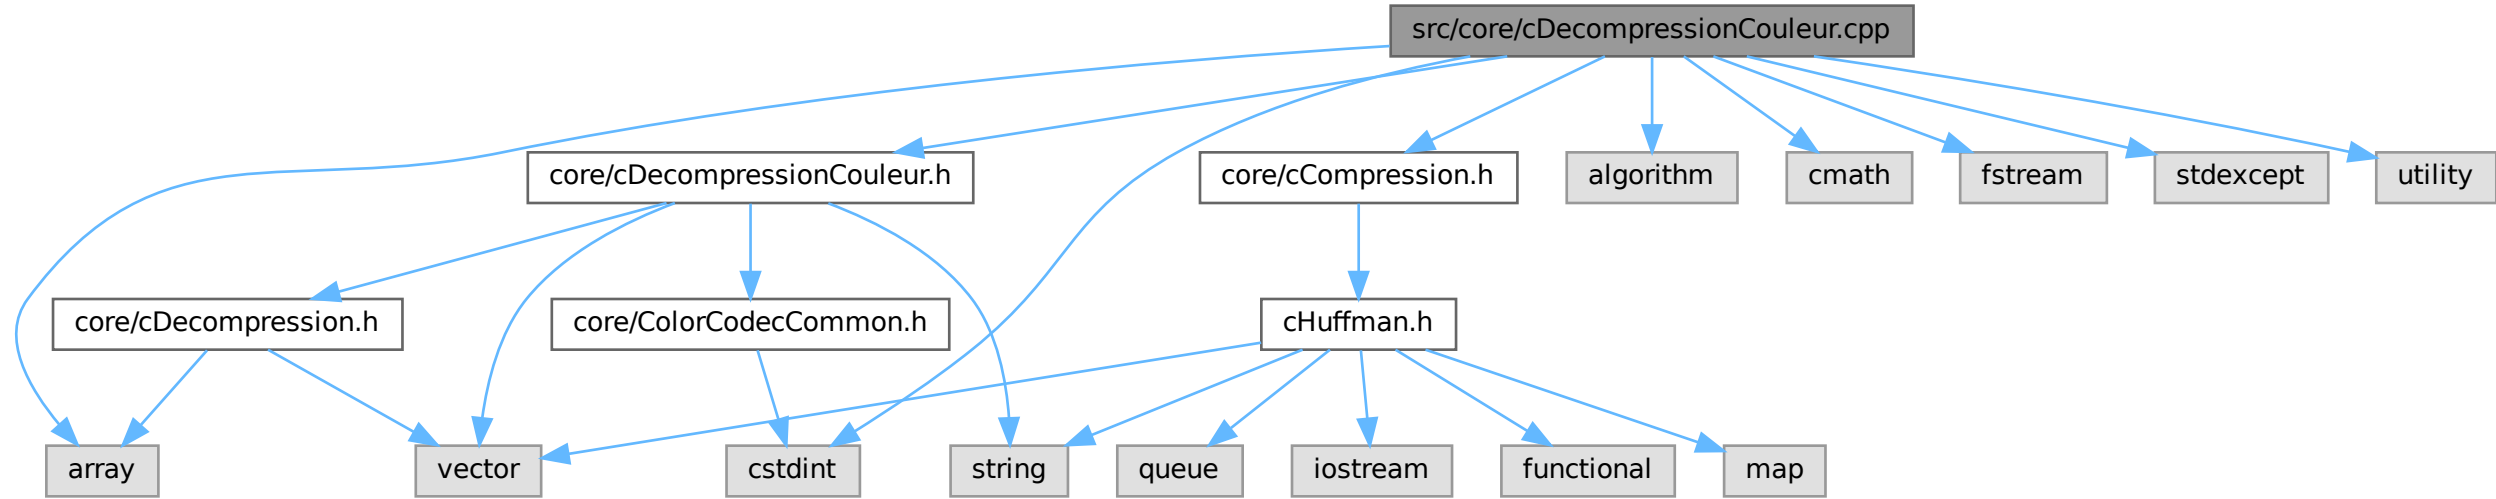 src/core/cDecompressionCouleur.cpp
core/cDecompressionCouleur.h
core/cCompression.h
algorithm
cmath
fstream
stdexcept
utility
core/cDecompression.h
core/ColorCodecCommon.h
cHuffman.h
array
vector
cstdint
string
queue
iostream
functional
map